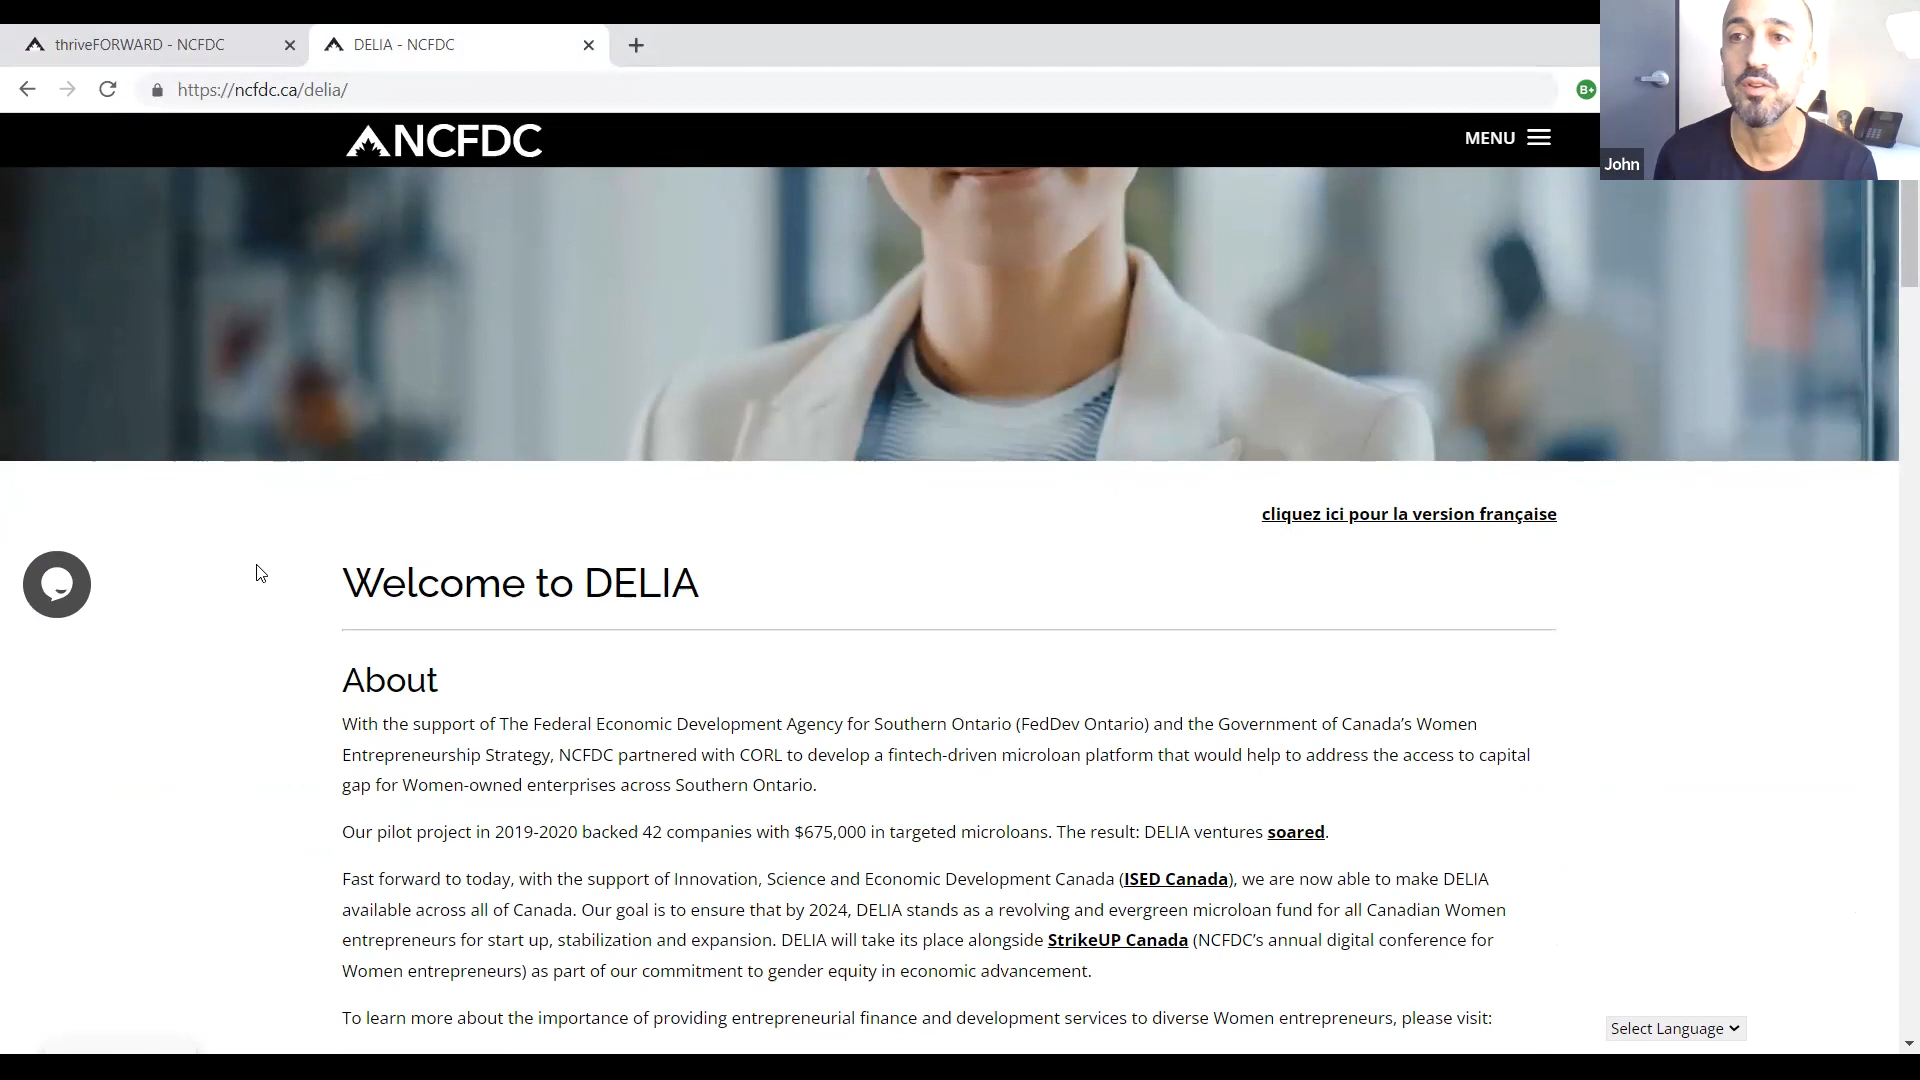 thriveFORWARD - NCFDC
DELIA - NCFDC
https://ncfdc.ca/delia/
B+
NCFDC
MENU
John
cliquez ici pour la version française
Welcome to DELIA
About
With the support of The Federal Economic Development Agency for Southern Ontario (FedDev Ontario) and the Government of Canada’s Women
Entrepreneurship Strategy, NCFDC partnered with CORL to develop a fintech-driven microloan platform that would help to address the access to capital
gap for Women-owned enterprises across Southern Ontario.
Our pilot project in 2019-2020 backed 42 companies with $675,000 in targeted microloans. The result: DELIA ventures soared.
Fast forward to today, with the support of Innovation, Science and Economic Development Canada (ISED Canada), we are now able to make DELIA
available across all of Canada. Our goal is to ensure that by 2024, DELIA stands as a revolving and evergreen microloan fund for all Canadian Women
entrepreneurs for start up, stabilization and expansion. DELIA will take its place alongside StrikeUP Canada (NCFDC’s annual digital conference for
Women entrepreneurs) as part of our commitment to gender equity in economic advancement.
To learn more about the importance of providing entrepreneurial finance and development services to diverse Women entrepreneurs, please visit:
Select Language